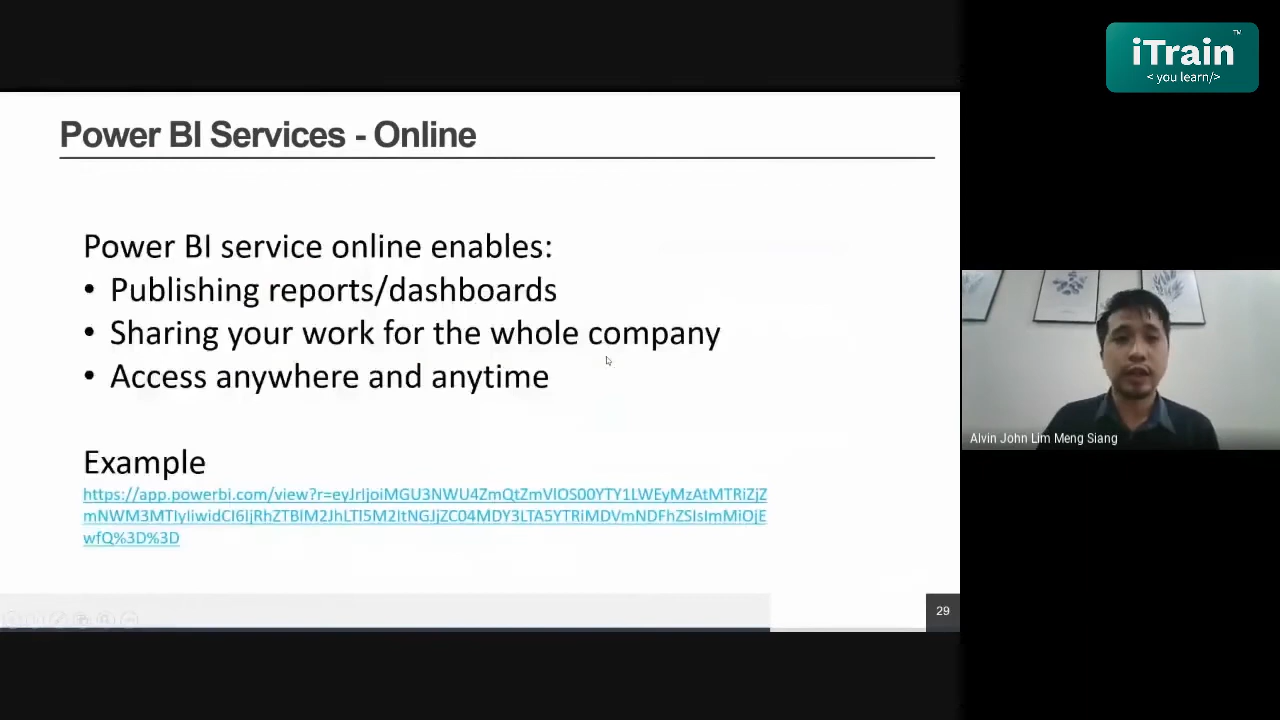 iTrain™
< you learn/>
Power BI Services - Online
Power BI service online enables:
• Publishing reports/dashboards
• Sharing your work for the whole company
• Access anywhere and anytime
Example
https://app.powerbi.com/view?r=eyJrIjoiMGU3NWU4ZmQtZmVlOS00YTY1LWEyMzAtMTRiZjZ
mNWM3MTIyIiwidCI6IjRhZTBlM2JhLTI5M2ItNGJjZC04MDY3LTA5YTRiMDVmNDFhZSIsImMiOjE
wfQ%3D%3D
29
Alvin John Lim Meng Siang